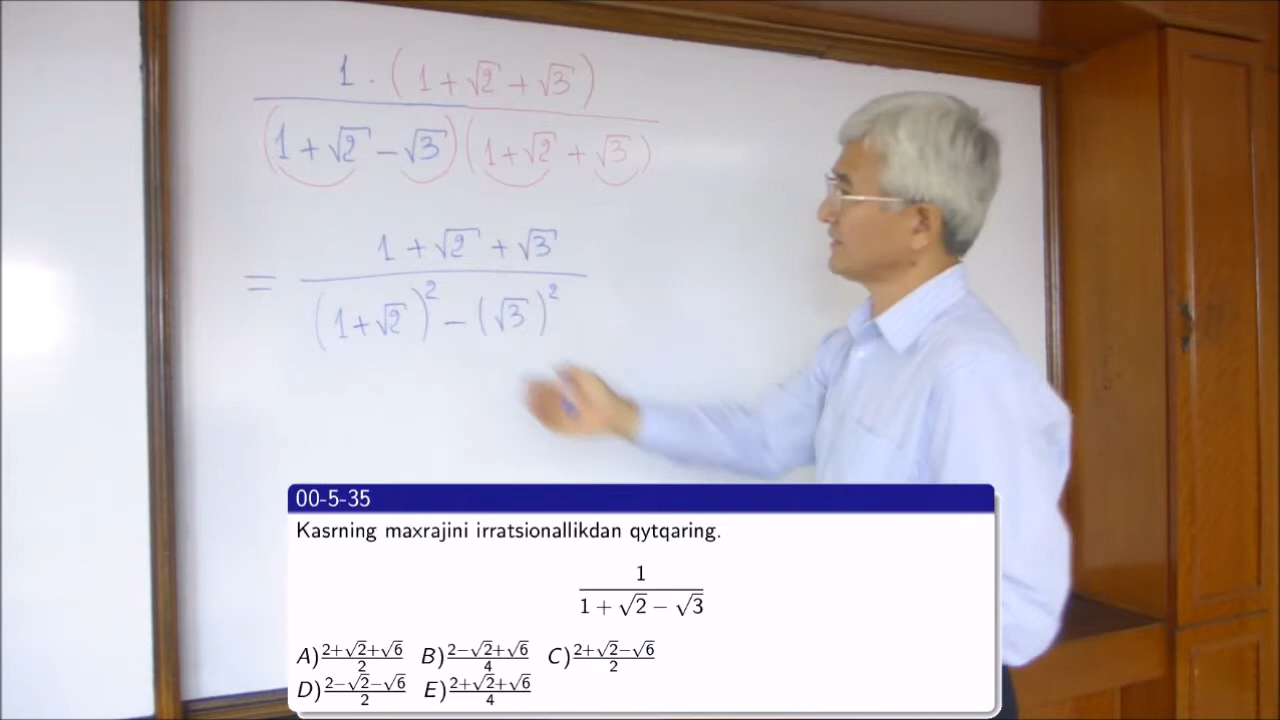 1 · (1 + √2 + √3)
(1 + √2 − √3)(1 + √2 + √3)
= 1 + √2 + √3
(1 + √2)² − (√3)²
00-5-35
Kasrning maxrajini irratsionallikdan qytqaring.
1
1 + √2 − √3
A) (2+√2+√6)/2 B) (2−√2+√6)/4 C) (2+√2−√6)/2
D) (2−√2−√6)/2 E) (2+√2+√6)/4